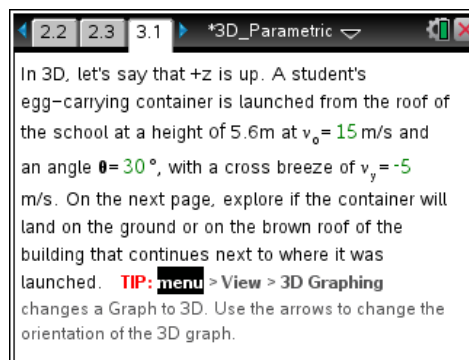 2.2 2.3 3.1 *3D_Parametric
In 3D, let's say that +z is up. A student's
egg-carrying container is launched from the roof of
the school at a height of 5.6m at v₀= 15 m/s and
an angle θ= 30 °, with a cross breeze of vᵧ= -5
m/s. On the next page, explore if the container will
land on the ground or on the brown roof of the
building that continues next to where it was
launched. TIP: menu > View > 3D Graphing
changes a Graph to 3D. Use the arrows to change the
orientation of the 3D graph.